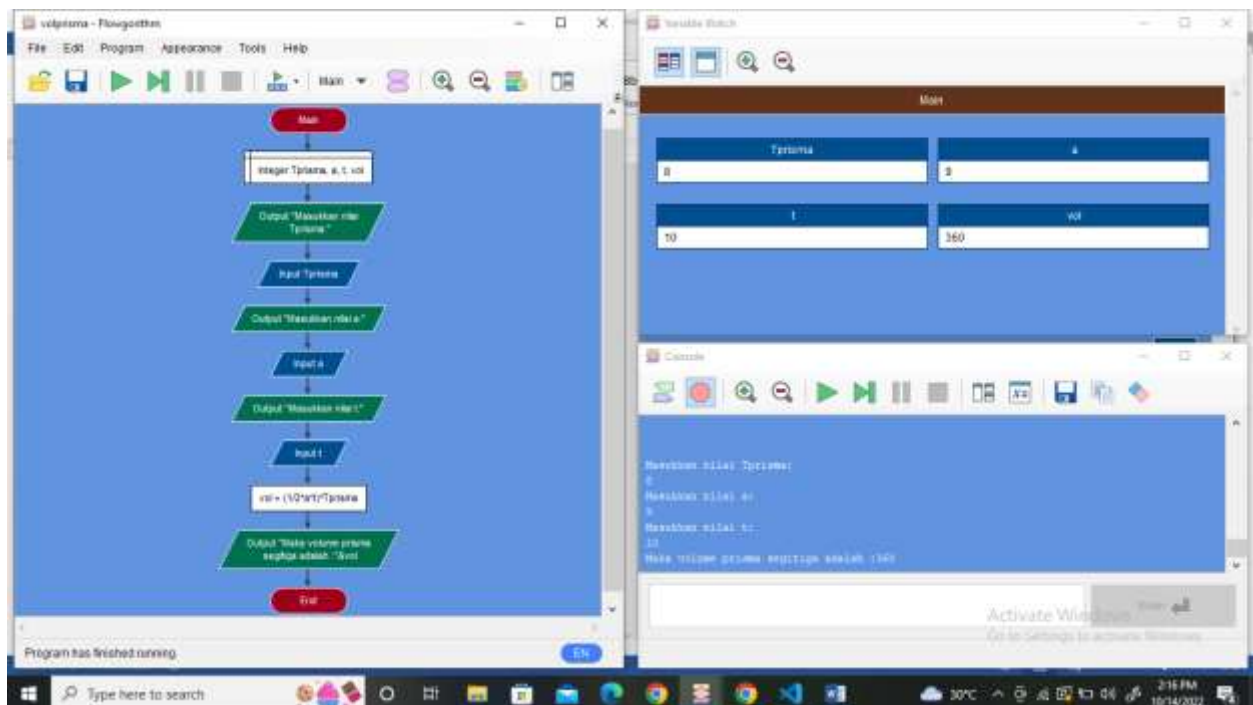 volprisma - Flowgorithm
File Edit Program Appearance Tools Help
Main
Main
Integer Tprisma, a, t, vol
Output "Masukkan nilai
Tprisma:"
Input Tprisma
Output "Masukkan nilai a:"
Input a
Output "Masukkan nilai t:"
Input t
vol = (1/2*a*t)*Tprisma
Output "Maka volume prisma
segitiga adalah :"&vol
End
Program has finished running.
EN
Variable Watch
Main
Tprisma
8
a
9
t
10
vol
360
Console
Masukkan nilai Tprisma:
8
Masukkan nilai a:
9
Masukkan nilai t:
10
Maka volume prisma segitiga adalah :360
Enter
Activate Windows
Go to Settings to activate Windows.
Type here to search
30°C
2:16 PM
10/14/2022